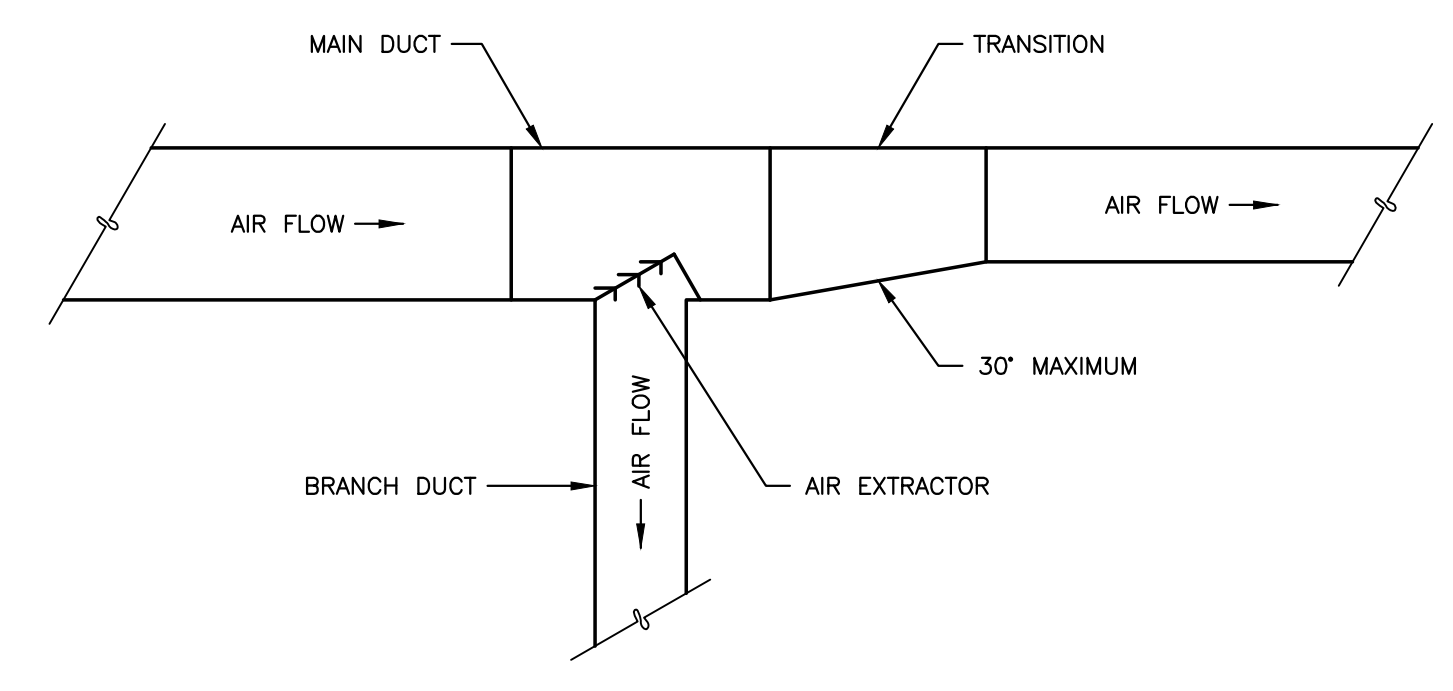 MAIN DUCT
TRANSITION
AIR FLOW
AIR FLOW
30° MAXIMUM
AIR FLOW
BRANCH DUCT
AIR EXTRACTOR